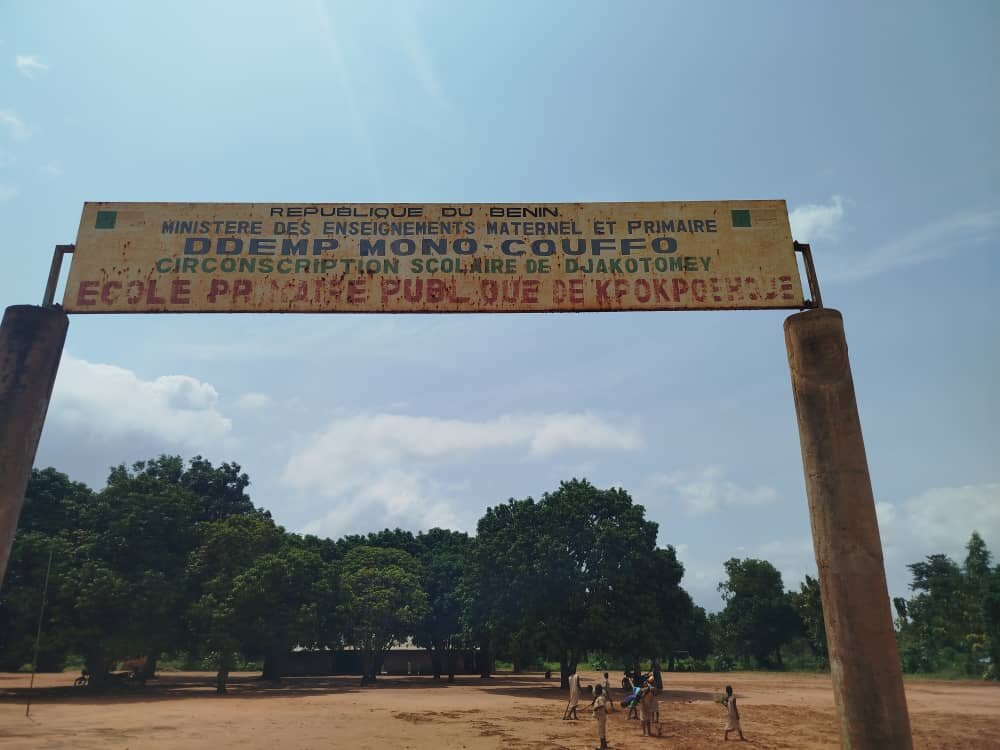 REPUBLIQUE DU BENIN
MINISTERE DES ENSEIGNEMENTS MATERNEL ET PRIMAIRE
DDEMP MONO-COUFFO
CIRCONSCRIPTION SCOLAIRE DE DJAKOTOMEY
ECOLE PRIMAIRE PUBLIQUE DE